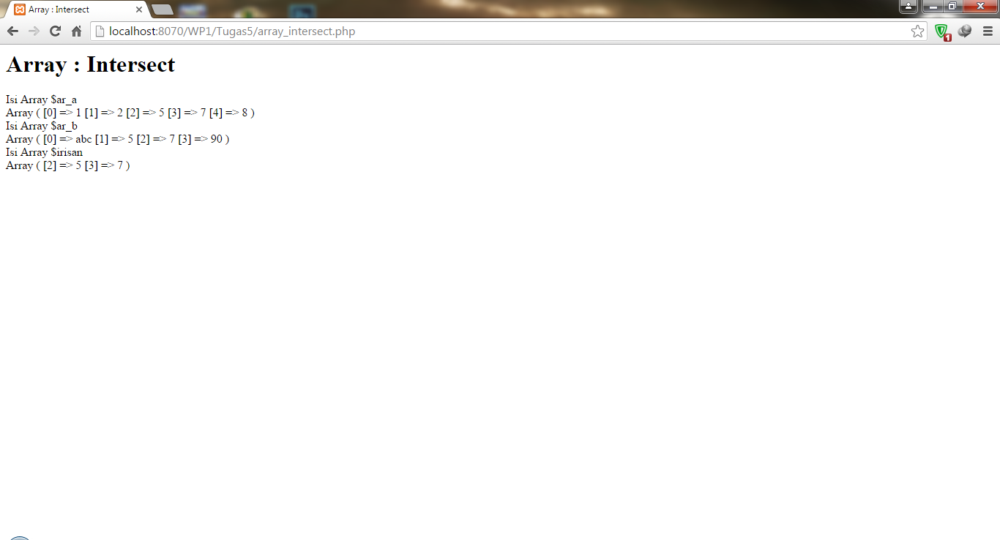 Array : Intersect
localhost:8070/WP1/Tugas5/array_intersect.php
1
Array : Intersect
Isi Array $ar_a
Array ( [0] => 1 [1] => 2 [2] => 5 [3] => 7 [4] => 8 )
Isi Array $ar_b
Array ( [0] => abc [1] => 5 [2] => 7 [3] => 90 )
Isi Array $irisan
Array ( [2] => 5 [3] => 7 )